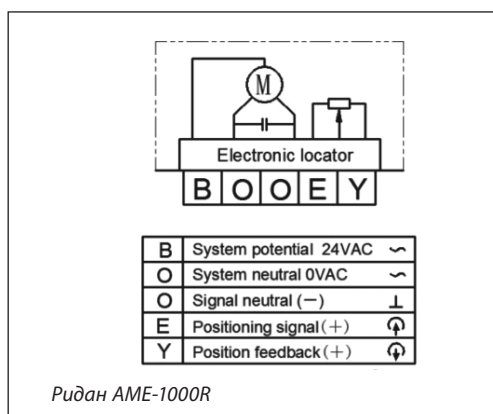 M
Electronic locator
B O O E Y
B System potential 24VAC ~
O System neutral 0VAC ~
O Signal neutral (—) ⊥
E Positioning signal (+)
Y Position feedback (+)
Ридан AME-1000R